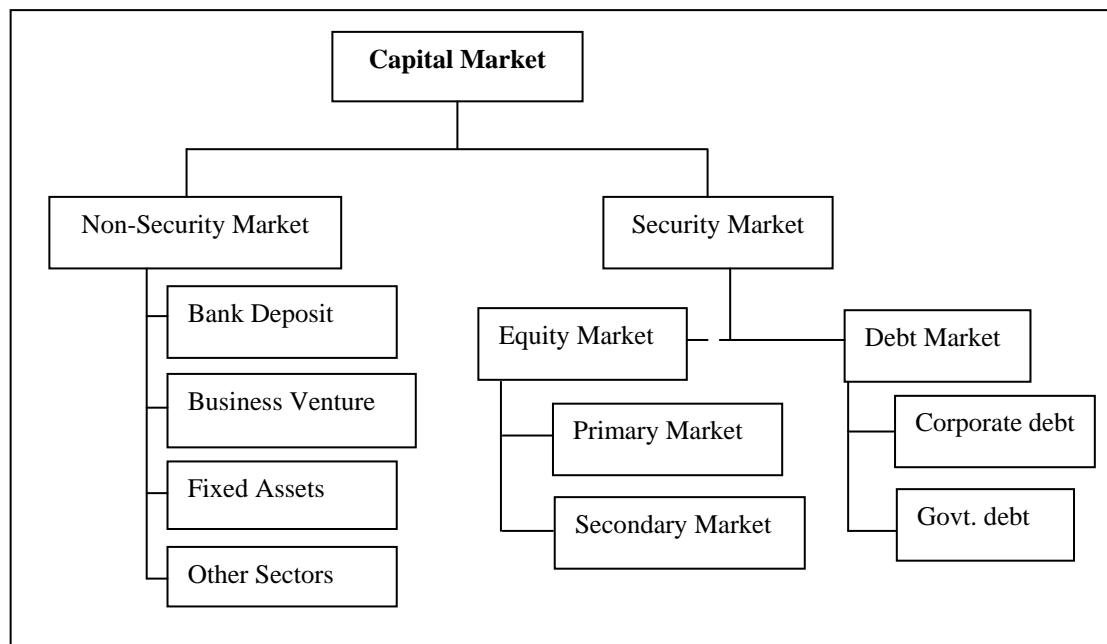 Capital Market
Non-Security Market
Security Market
Bank Deposit
Business Venture
Fixed Assets
Other Sectors
Equity Market
Primary Market
Secondary Market
Debt Market
Corporate debt
Govt. debt